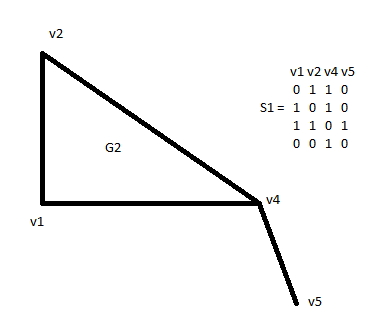 v2
v1 v2 v4 v5
0 1 1 0
S1 = 1 0 1 0
1 1 0 1
0 0 1 0
G2
v4
v1
v5